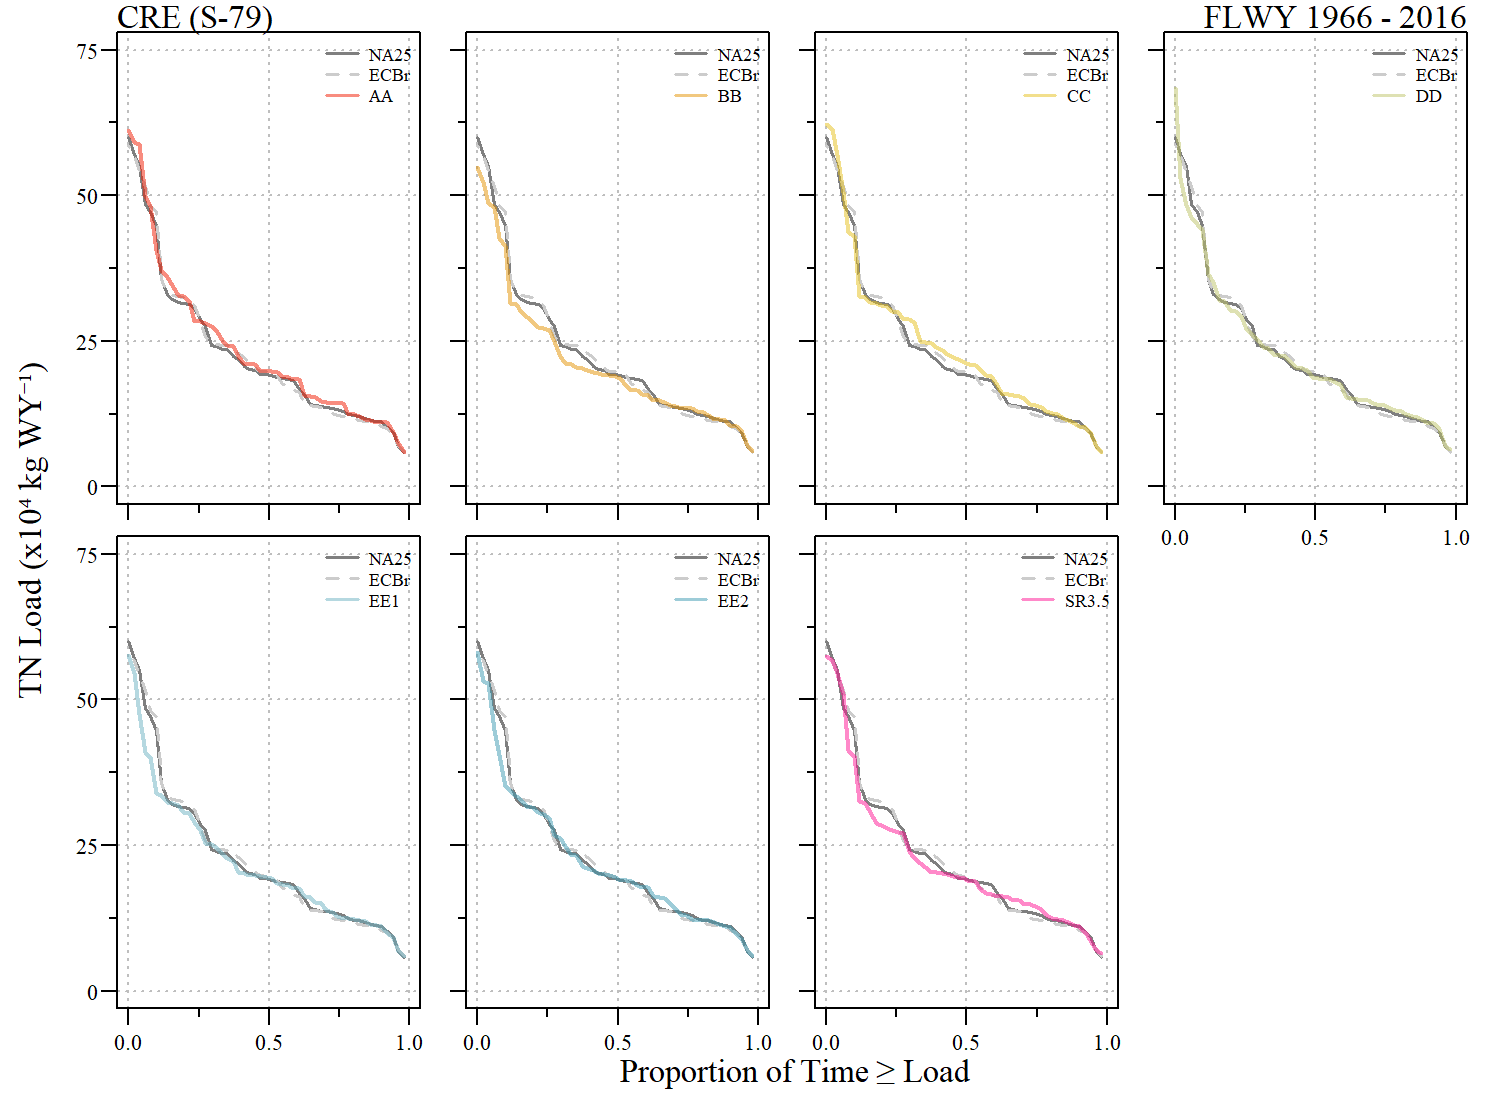 CRE (S-79)
FLWY 1966 - 2016
TN Load (x10⁴ kg WY⁻¹)
75
50
25
0
NA25
ECBr
AA
NA25
ECBr
BB
NA25
ECBr
CC
NA25
ECBr
DD
0.0 0.5 1.0
75
50
25
0
NA25
ECBr
EE1
NA25
ECBr
EE2
NA25
ECBr
SR3.5
0.0 0.5 1.0
0.0 0.5 1.0
0.0 0.5 1.0
Proportion of Time ≥ Load